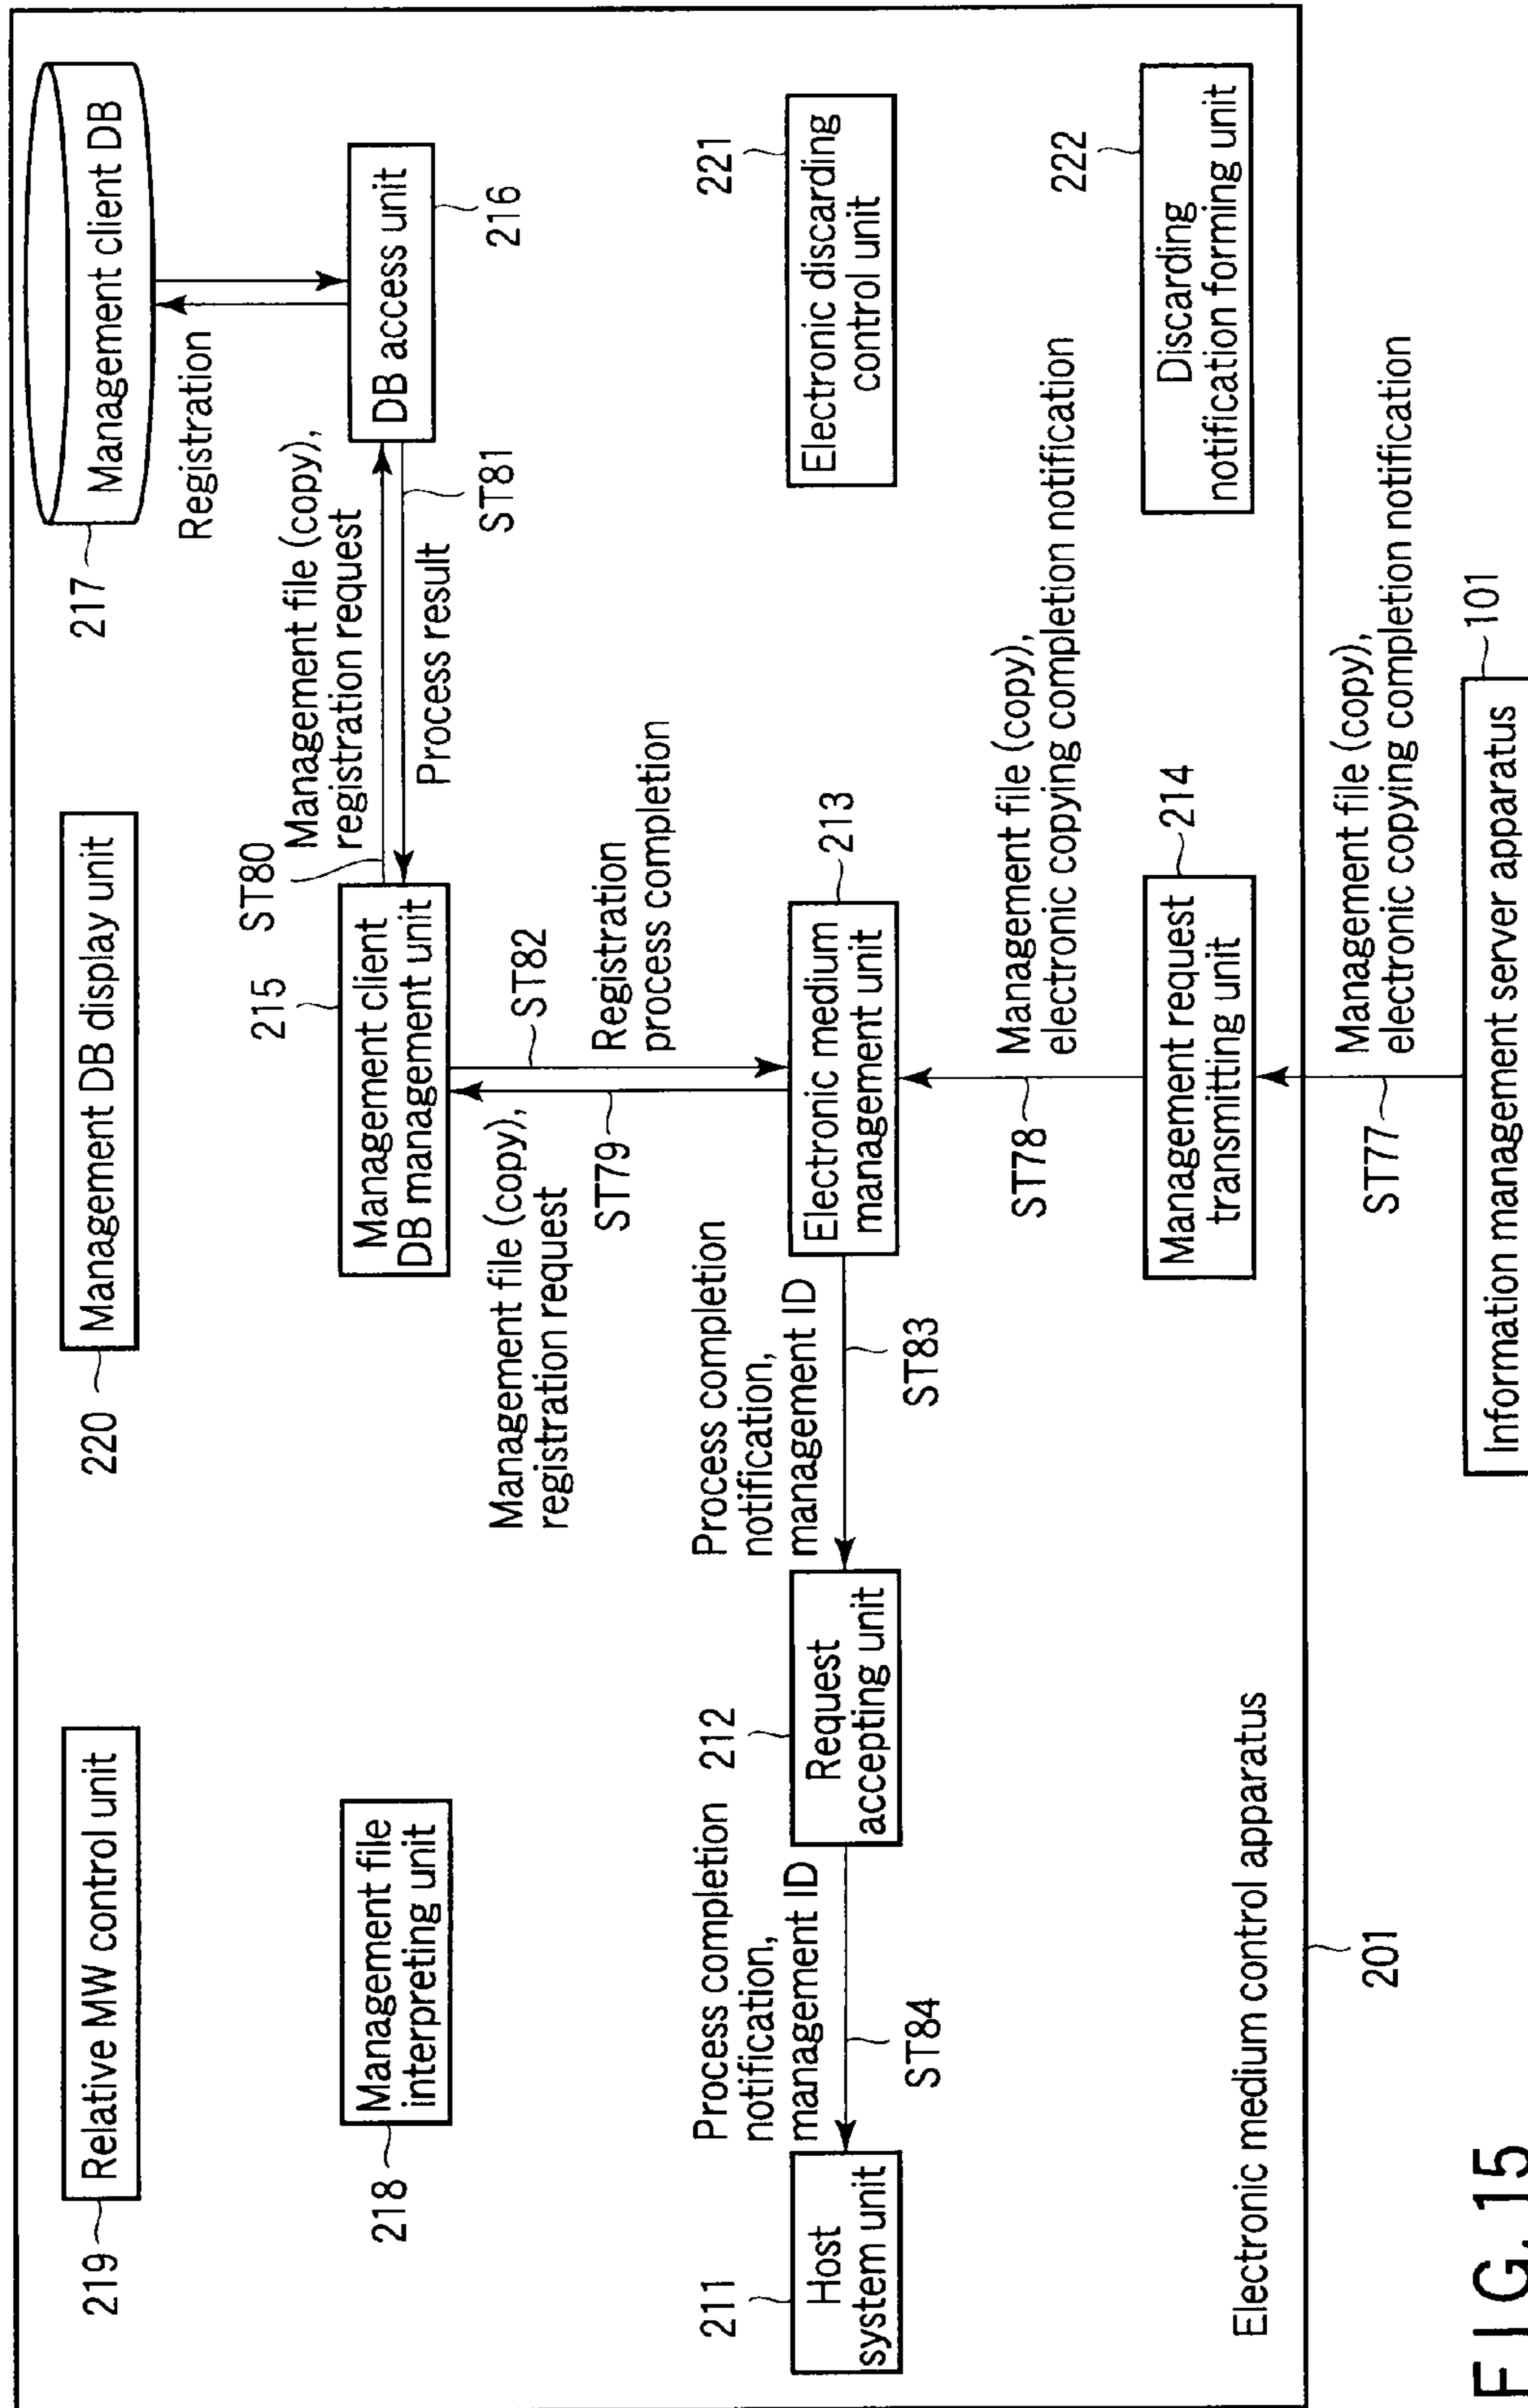 219
Relative MW control unit
220
Management DB display unit
217
Management client DB
Registration
218
Management file
interpreting unit
215
Management client
DB management unit
ST80
Management file (copy),
registration request
DB access unit
216
ST81
Process result
Management file (copy),
registration request
ST79
ST82
Registration
process completion
211
Host
system unit
Process completion
notification,
management ID
ST84
212
Request
accepting unit
Process completion
notification,
management ID
ST83
Electronic medium
management unit
213
221
Electronic discarding
control unit
ST78
Management file (copy),
electronic copying completion notification
222
Discarding
notification forming unit
Management request
transmitting unit
214
Electronic medium control apparatus
201
ST77
Management file (copy),
electronic copying completion notification
Information management server apparatus
101
FIG. 15